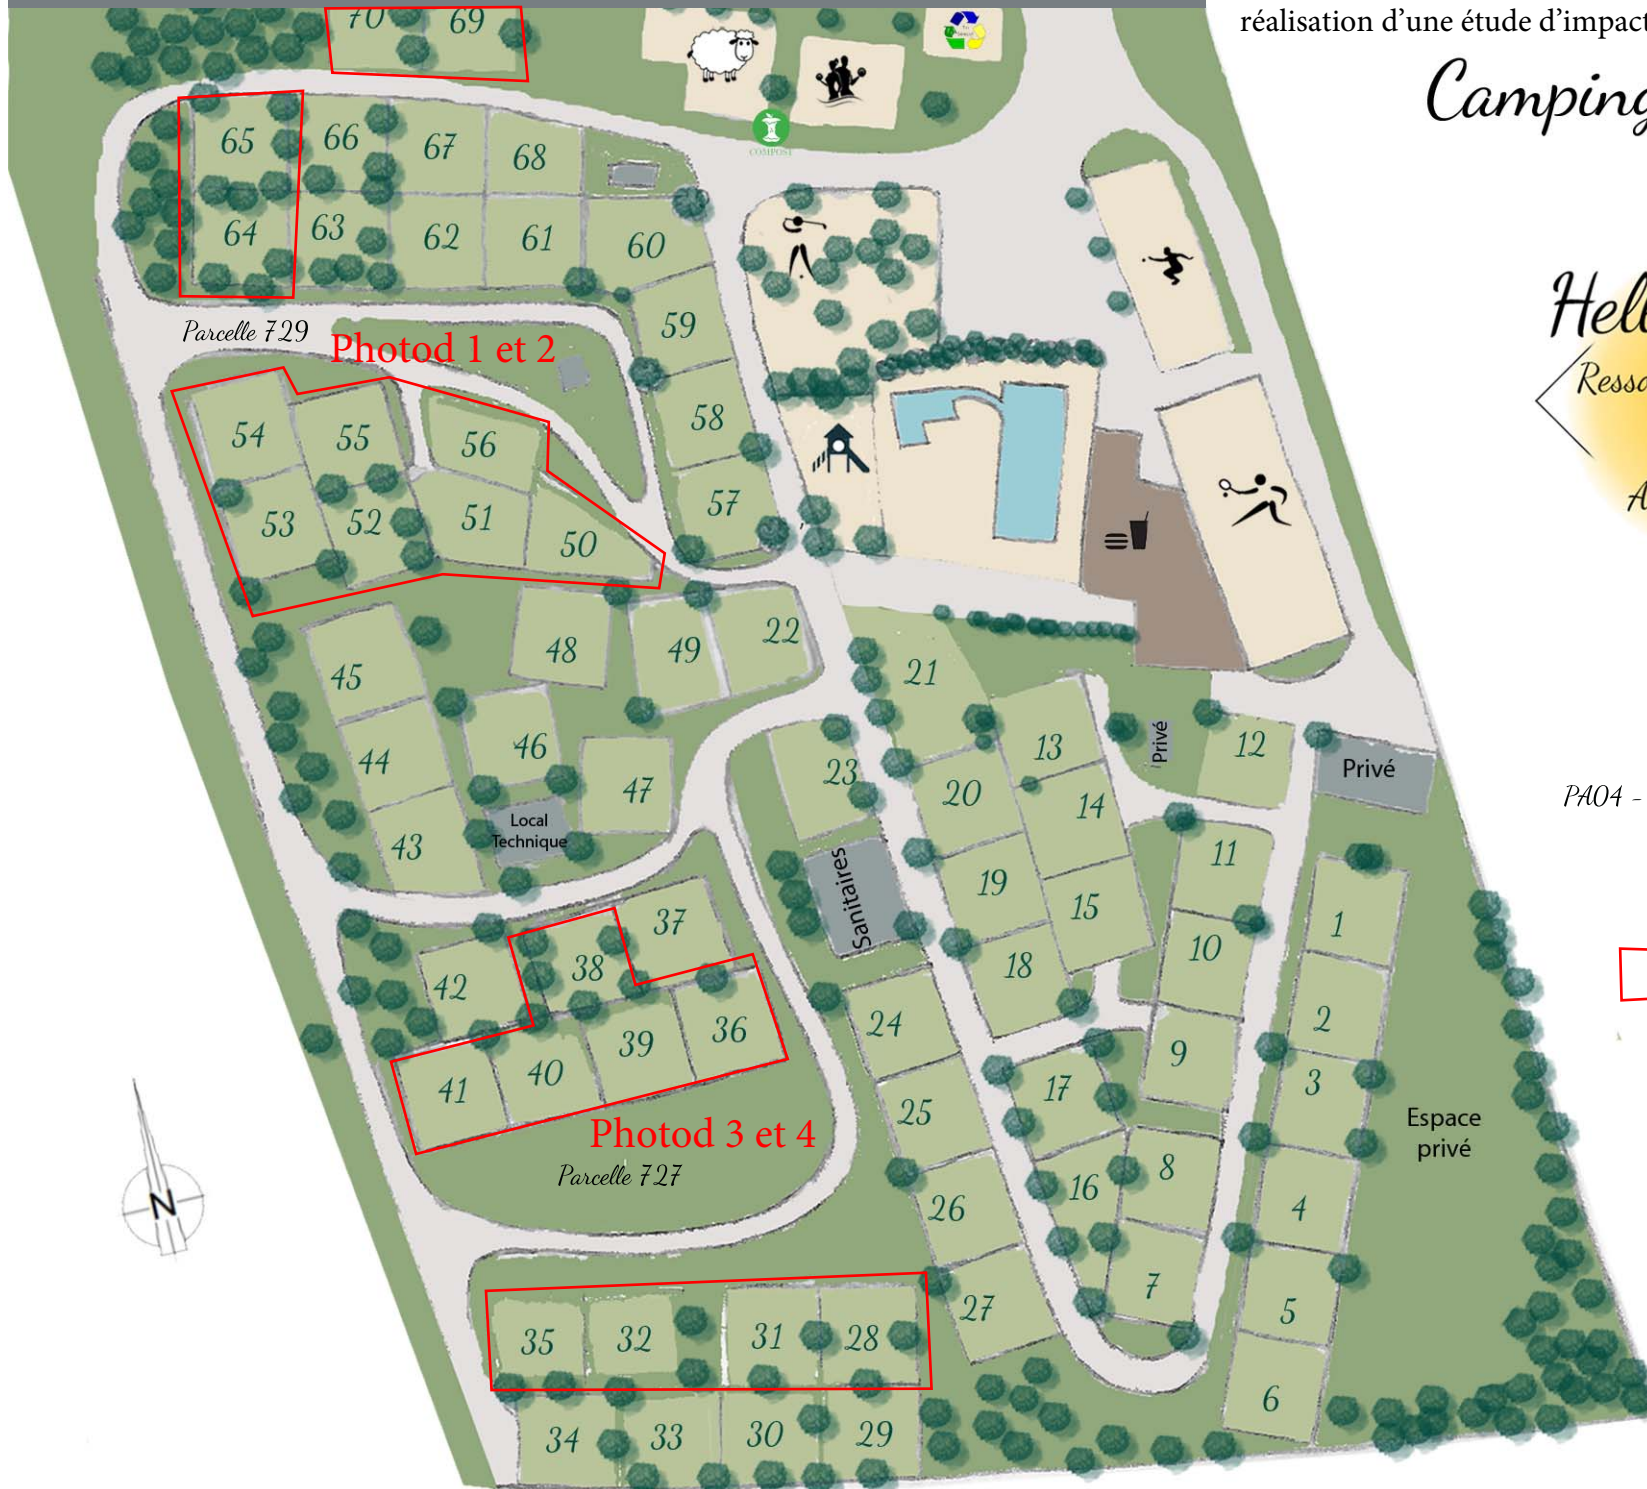 réalisation d'une étude d'impact
Camping
70 69
COMPOST
65 66 67 68
64 63 62 61 60
Parcelle 729
Photod 1 et 2
59
58
57
54 55 56
53 52 51 50
48 49 22
45
44 46 47
43
Local
Technique
21
13 12
Privé
Privé
23 20 14
PA04 -
Sanitaires
19 15 11
18 10 1
37
38
42
24 9 2
36
39
40
41
17 3
25
Photod 3 et 4
Parcelle 727
Espace
privé
16 8
26 4
7
27 5
35 32 31 28
6
34 33 30 29
N